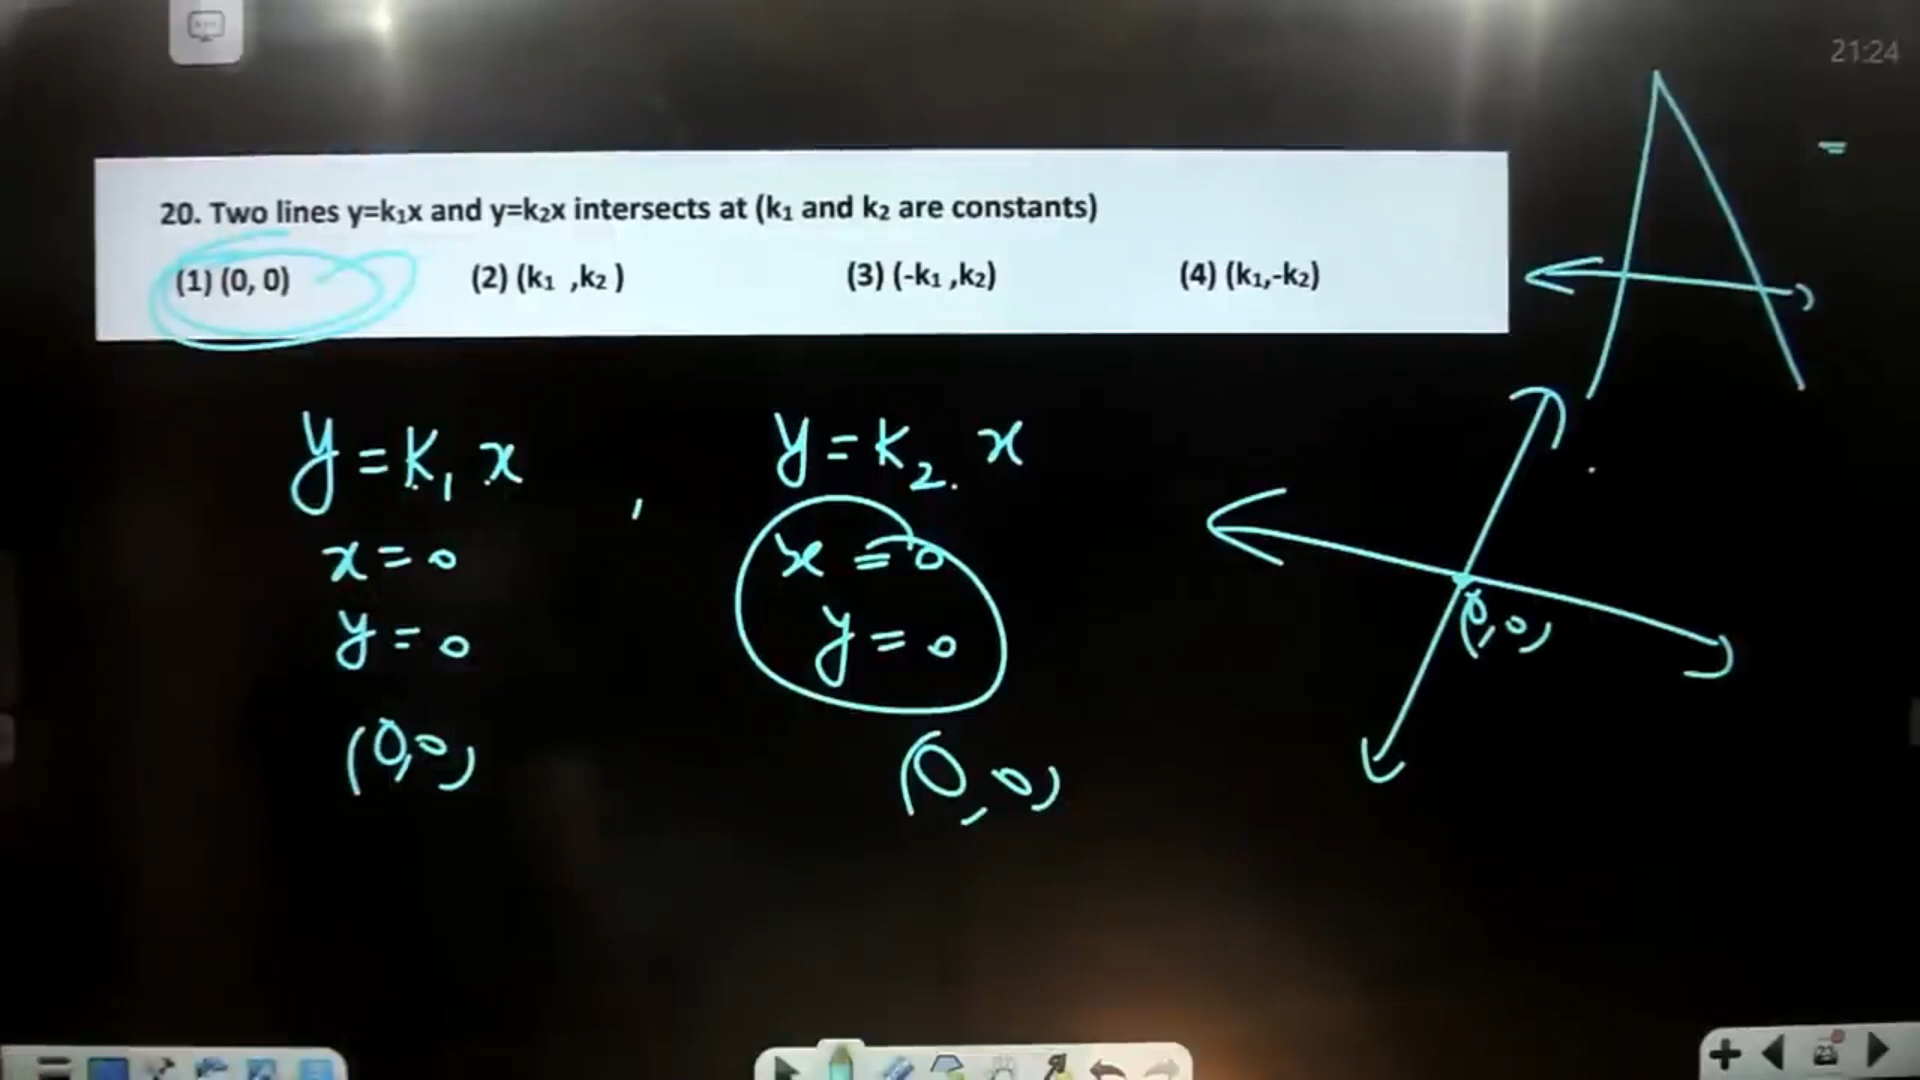 21:24
20. Two lines y=k₁x and y=k₂x intersects at (k₁ and k₂ are constants)
(1) (0, 0) (2) (k₁ ,k₂ ) (3) (-k₁ ,k₂) (4) (k₁,-k₂)
y = K₁ x , y = K₂. x
x = 0 x = 0
y = 0 y = 0
(0,0) (0,0)
(0,0)
23